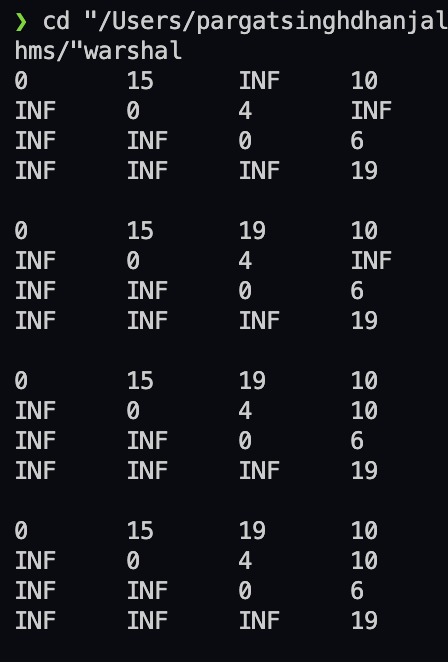 ❯ cd "/Users/pargatsinghdhanjal
hms/"warshal
0 15 INF 10
INF 0 4 INF
INF INF 0 6
INF INF INF 19
0 15 19 10
INF 0 4 INF
INF INF 0 6
INF INF INF 19
0 15 19 10
INF 0 4 10
INF INF 0 6
INF INF INF 19
0 15 19 10
INF 0 4 10
INF INF 0 6
INF INF INF 19